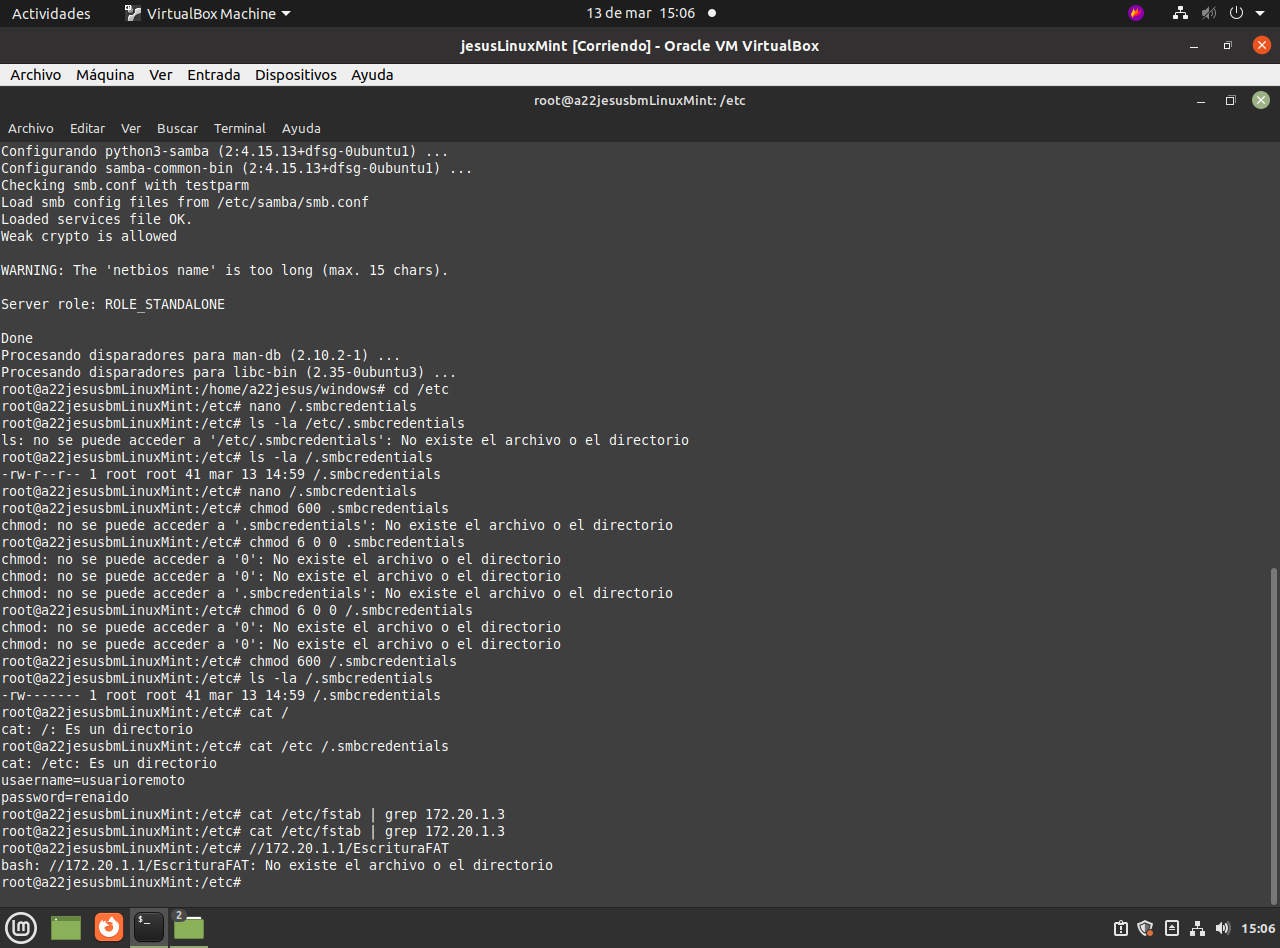 Actividades VirtualBox Machine 13 de mar 15:06
jesusLinuxMint [Corriendo] - Oracle VM VirtualBox
Archivo Máquina Ver Entrada Dispositivos Ayuda
root@a22jesusbmLinuxMint: /etc
Archivo Editar Ver Buscar Terminal Ayuda
Configurando python3-samba (2:4.15.13+dfsg-0ubuntu1) ...
Configurando samba-common-bin (2:4.15.13+dfsg-0ubuntu1) ...
Checking smb.conf with testparm
Load smb config files from /etc/samba/smb.conf
Loaded services file OK.
Weak crypto is allowed
WARNING: The 'netbios name' is too long (max. 15 chars).
Server role: ROLE_STANDALONE
Done
Procesando disparadores para man-db (2.10.2-1) ...
Procesando disparadores para libc-bin (2.35-0ubuntu3) ...
root@a22jesusbmLinuxMint:/home/a22jesus/windows# cd /etc
root@a22jesusbmLinuxMint:/etc# nano /.smbcredentials
root@a22jesusbmLinuxMint:/etc# ls -la /etc/.smbcredentials
ls: no se puede acceder a '/etc/.smbcredentials': No existe el archivo o el directorio
root@a22jesusbmLinuxMint:/etc# ls -la /.smbcredentials
-rw-r--r-- 1 root root 41 mar 13 14:59 /.smbcredentials
root@a22jesusbmLinuxMint:/etc# nano /.smbcredentials
root@a22jesusbmLinuxMint:/etc# chmod 600 .smbcredentials
chmod: no se puede acceder a '.smbcredentials': No existe el archivo o el directorio
root@a22jesusbmLinuxMint:/etc# chmod 6 0 0 .smbcredentials
chmod: no se puede acceder a '0': No existe el archivo o el directorio
chmod: no se puede acceder a '0': No existe el archivo o el directorio
chmod: no se puede acceder a '.smbcredentials': No existe el archivo o el directorio
root@a22jesusbmLinuxMint:/etc# chmod 6 0 0 /.smbcredentials
chmod: no se puede acceder a '0': No existe el archivo o el directorio
chmod: no se puede acceder a '0': No existe el archivo o el directorio
root@a22jesusbmLinuxMint:/etc# chmod 600 /.smbcredentials
root@a22jesusbmLinuxMint:/etc# ls -la /.smbcredentials
-rw------- 1 root root 41 mar 13 14:59 /.smbcredentials
root@a22jesusbmLinuxMint:/etc# cat /
cat: /: Es un directorio
root@a22jesusbmLinuxMint:/etc# cat /etc /.smbcredentials
cat: /etc: Es un directorio
usaername=usuarioremoto
password=renaido
root@a22jesusbmLinuxMint:/etc# cat /etc/fstab | grep 172.20.1.3
root@a22jesusbmLinuxMint:/etc# cat /etc/fstab | grep 172.20.1.3
root@a22jesusbmLinuxMint:/etc# //172.20.1.1/EscrituraFAT
bash: //172.20.1.1/EscrituraFAT: No existe el archivo o el directorio
root@a22jesusbmLinuxMint:/etc#
2
15:06